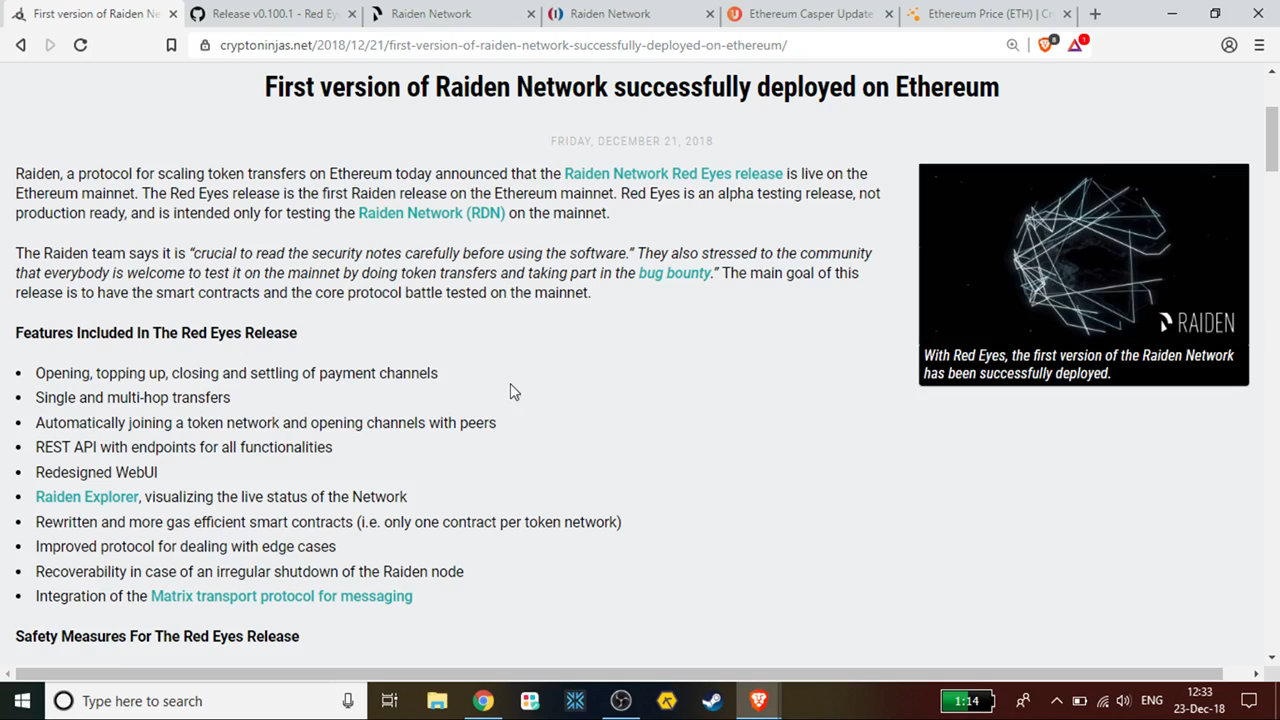 First version of Raiden Ne
Release v0.100.1 - Red Ey
Raiden Network
Raiden Network
Ethereum Casper Update
Ethereum Price (ETH) | Cr
cryptoninjas.net/2018/12/21/first-version-of-raiden-network-successfully-deployed-on-ethereum/
8
1
First version of Raiden Network successfully deployed on Ethereum
FRIDAY, DECEMBER 21, 2018
Raiden, a protocol for scaling token transfers on Ethereum today announced that the Raiden Network Red Eyes release is live on the
Ethereum mainnet. The Red Eyes release is the first Raiden release on the Ethereum mainnet. Red Eyes is an alpha testing release, not
production ready, and is intended only for testing the Raiden Network (RDN) on the mainnet.
The Raiden team says it is “crucial to read the security notes carefully before using the software.” They also stressed to the community
that everybody is welcome to test it on the mainnet by doing token transfers and taking part in the bug bounty.” The main goal of this
release is to have the smart contracts and the core protocol battle tested on the mainnet.
RAIDEN
With Red Eyes, the first version of the Raiden Network
has been successfully deployed.
Features Included In The Red Eyes Release
• Opening, topping up, closing and settling of payment channels
• Single and multi-hop transfers
• Automatically joining a token network and opening channels with peers
• REST API with endpoints for all functionalities
• Redesigned WebUI
• Raiden Explorer, visualizing the live status of the Network
• Rewritten and more gas efficient smart contracts (i.e. only one contract per token network)
• Improved protocol for dealing with edge cases
• Recoverability in case of an irregular shutdown of the Raiden node
• Integration of the Matrix transport protocol for messaging
Safety Measures For The Red Eyes Release
Type here to search
1:14
ENG
12:33
23-Dec-18